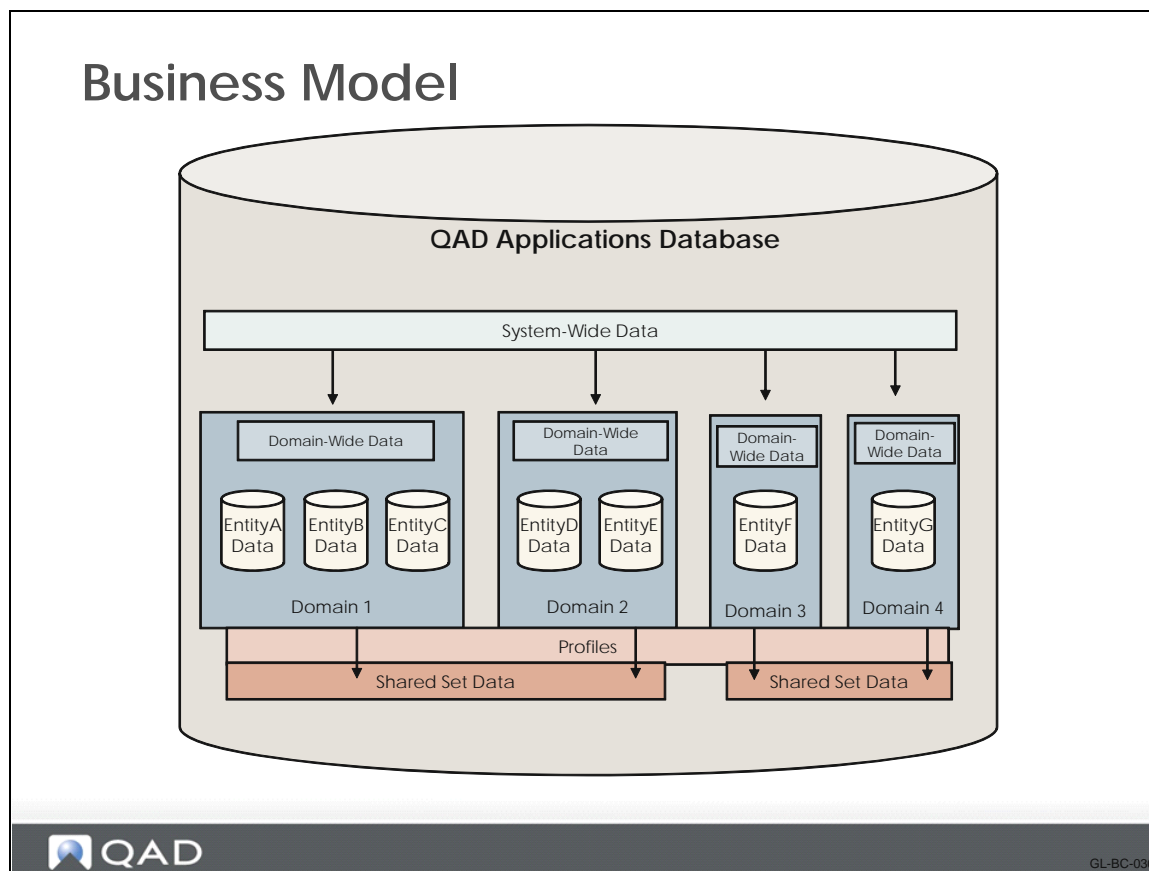 Business Model
QAD Applications Database
System-Wide Data
Domain-Wide Data
EntityA
Data
EntityB
Data
EntityC
Data
Domain 1
Domain-Wide
Data
EntityD
Data
EntityE
Data
Domain 2
Domain-
Wide Data
EntityF
Data
Domain 3
Domain-
Wide Data
EntityG
Data
Domain 4
Profiles
Shared Set Data
Shared Set Data
QAD